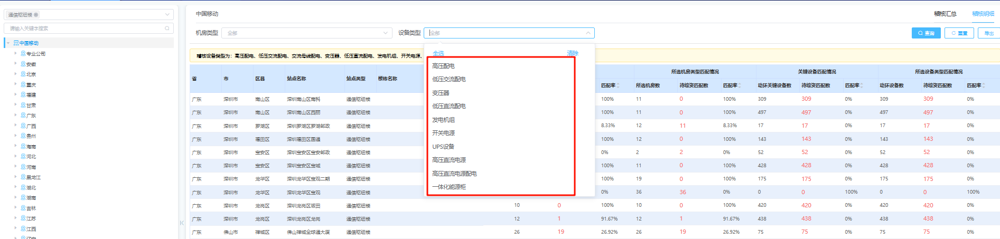 通信枢纽楼
请输入关键字搜索
中国移动
专业公司
安徽
北京
重庆
福建
甘肃
广东
广西
贵州
海南
河北
河南
黑龙江
湖北
湖南
吉林
江苏
江西
辽宁
中国移动
稽核汇总 稽核明细
机房类型 全部 设备类型 全部 查询 重置 导出
全选 清除
高压配电
低压交流配电
变压器
低压直流配电
发电机组
开关电源
UPS设备
高压直流电源
高压直流电源配电
一体化能源柜
稽核设备类型为：高压配电、低压交流配电、交流母线配电、变压器、低压直流配电、发电机组、开关电源、
所选机房类型匹配情况 关键设备匹配情况 所选设备类型匹配情况
省 市 区县 站点名称 站点类型 楼栋名称 匹配率 所选机房数 待综资匹配数 匹配率 动环关键设备数 待综资匹配数 匹配率 动环设备数 待综资匹配数 匹配率
广东 深圳市 南山区 深圳南山区南科 通信枢纽楼 100% 11 0 100% 309 309 0% 309 309 0%
广东 深圳市 南山区 深圳南山区西丽 通信枢纽楼 100% 11 0 100% 497 497 0% 497 497 0%
广东 深圳市 罗湖区 深圳罗湖区罗湖邮政 通信枢纽楼 8.33% 12 11 8.33% 17 17 0% 17 17 0%
广东 深圳市 福田区 深圳福田区国通 通信枢纽楼 100% 12 0 100% 143 143 0% 143 143 0%
广东 深圳市 宝安区 深圳宝安区宝安邮政 通信枢纽楼 0% 2 2 0% 52 52 0% 52 52 0%
广东 深圳市 宝安区 深圳宝安区宝城 通信枢纽楼 100% 11 0 100% 428 428 0% 428 428 0%
广东 深圳市 龙华区 深圳龙华区宝观二期 通信枢纽楼 100% 19 0 100% 175 175 0% 175 175 0%
广东 深圳市 龙华区 深圳龙华区宝观 通信枢纽楼 0% 36 36 0% 0 0 100% 0 0 100%
广东 深圳市 龙岗区 深圳龙岗区坂田 通信枢纽楼 10 0 100% 10 0 100% 420 420 0% 420 420 0%
广东 深圳市 龙岗区 深圳龙岗区龙岗 通信枢纽楼 12 1 91.67% 12 1 91.67% 438 438 0% 438 438 0%
广东 佛山市 禅城区 佛山禅城全球通大厦 通信枢纽楼 26 19 26.92% 26 19 26.92% 75 75 0% 75 75 0%